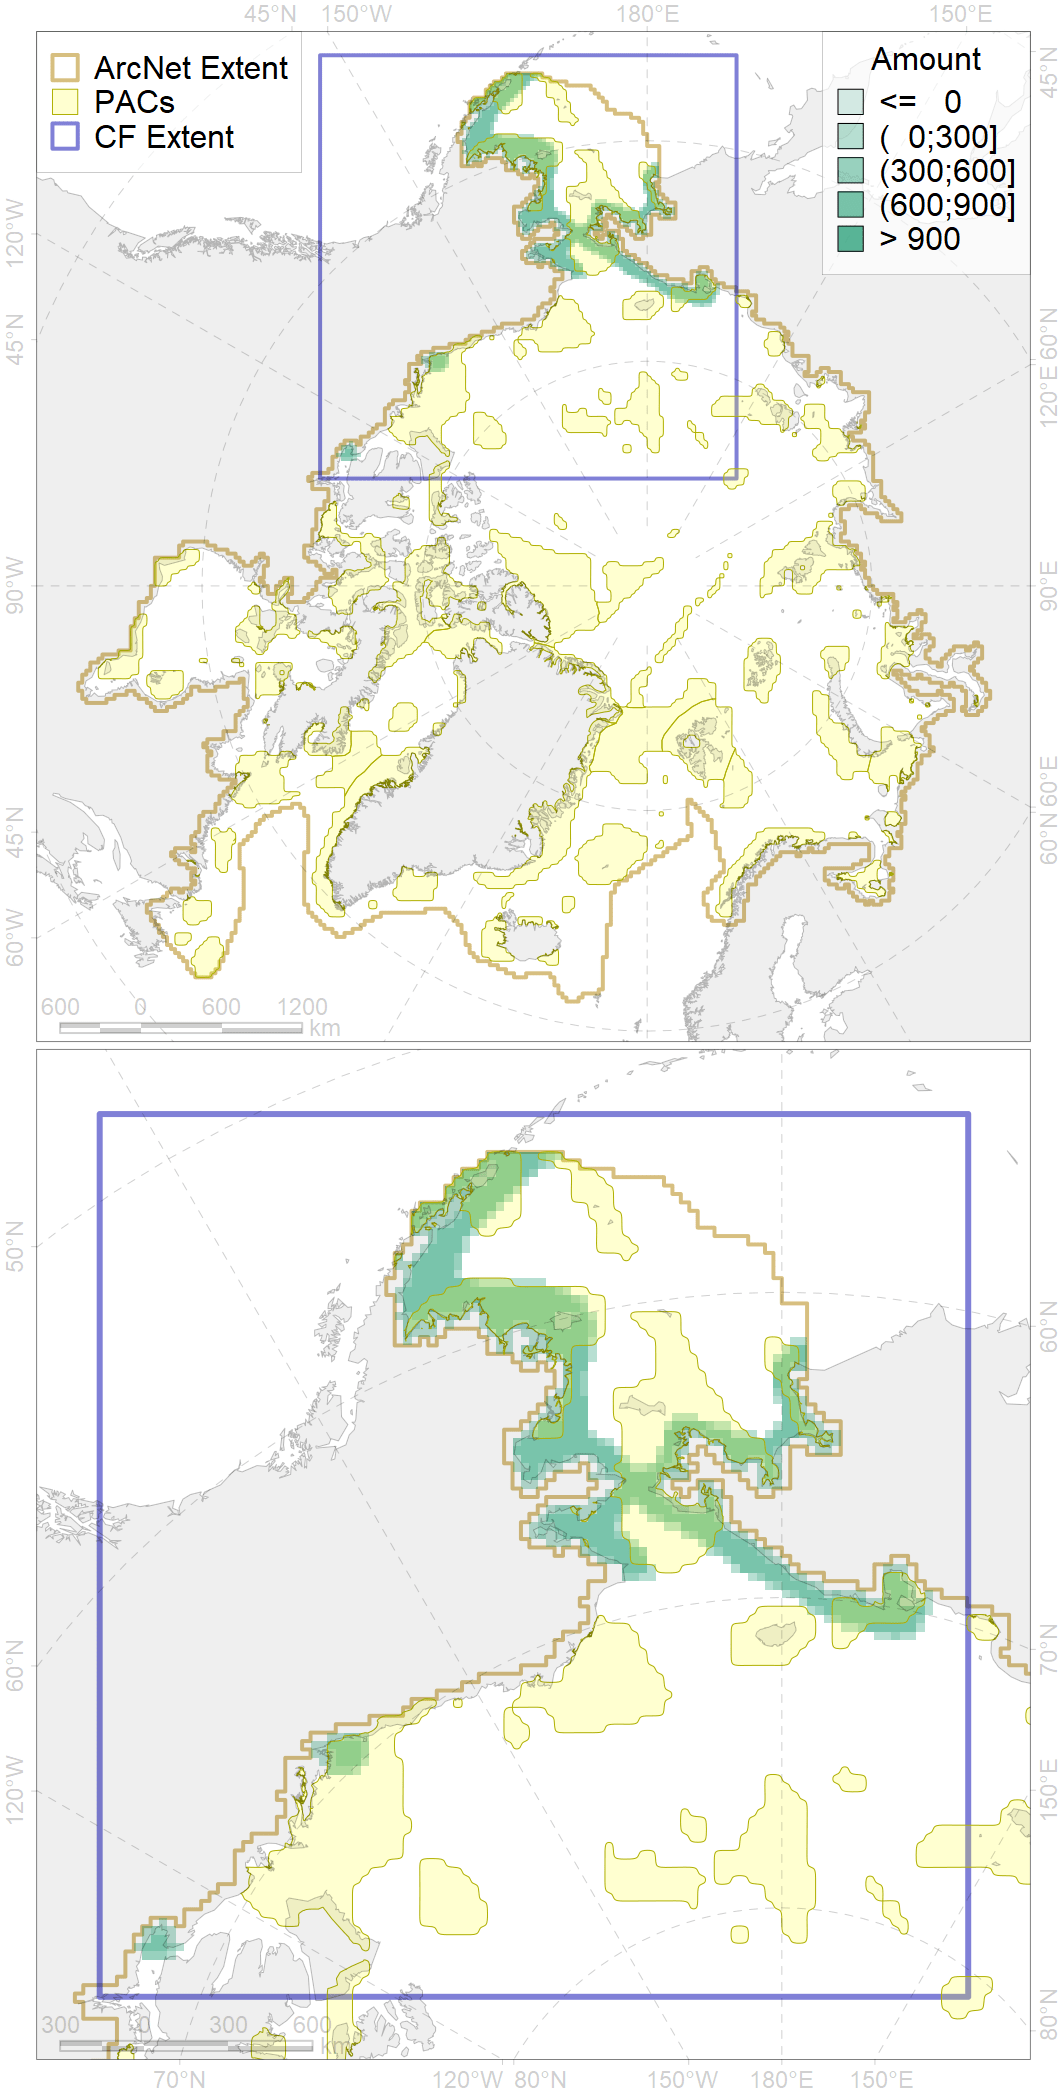 45°N 150°W 180°E 150°E
ArcNet Extent
PACs
CF Extent
Amount
<= 0
( 0;300]
(300;600]
(600;900]
> 900
45°N
60°N
120°E
90°E
60°E
60°N
120°W
45°N
90°W
45°N
60°W
600 0 600 1200
km
50°N
60°N
120°W
60°N
70°N
150°E
80°N
300 0 300 600
km
70°N 120°W 80°N 150°W 180°E 150°E